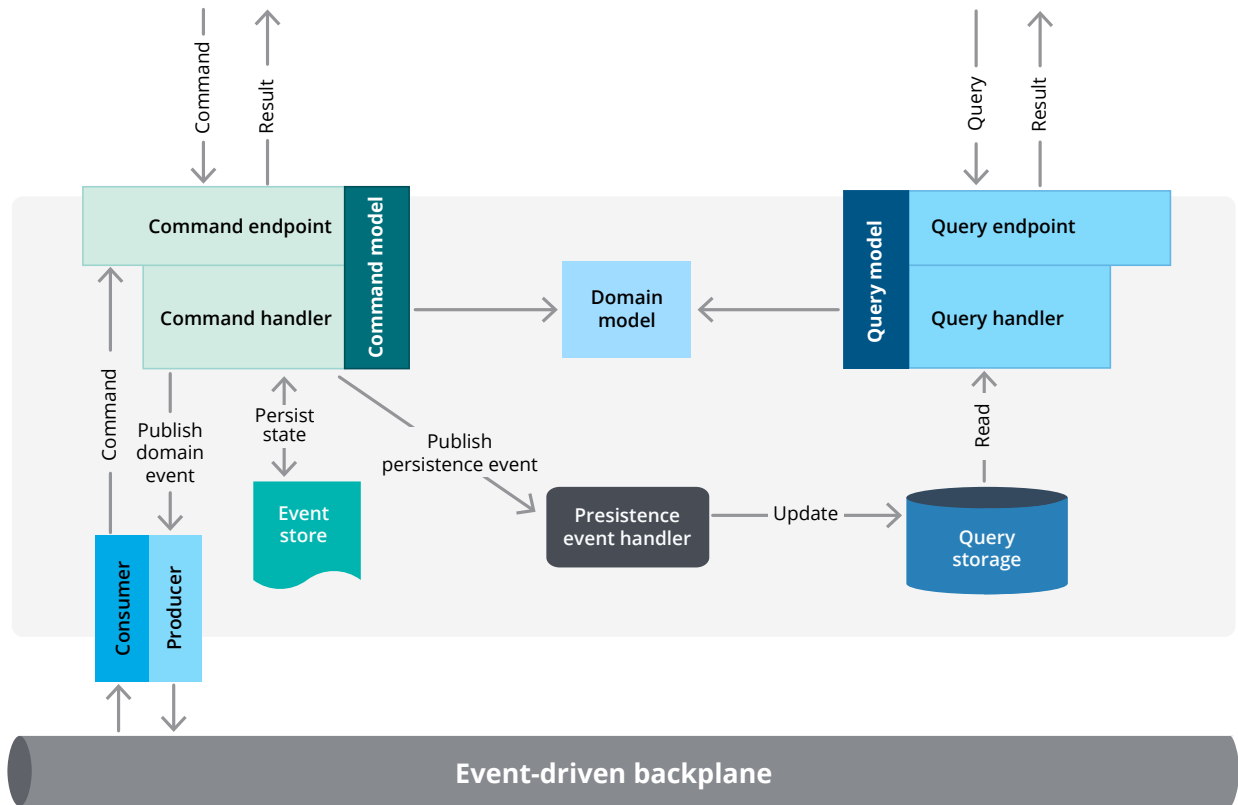 Command
Result
Query
Result
Command endpoint
Command handler
Command model
Domain
model
Query model
Query endpoint
Query handler
Command
Publish
domain
event
Persist
state
Publish
persistence event
Read
Event
store
Presistence
event handler
Update
Query
storage
Consumer
Producer
Event-driven backplane